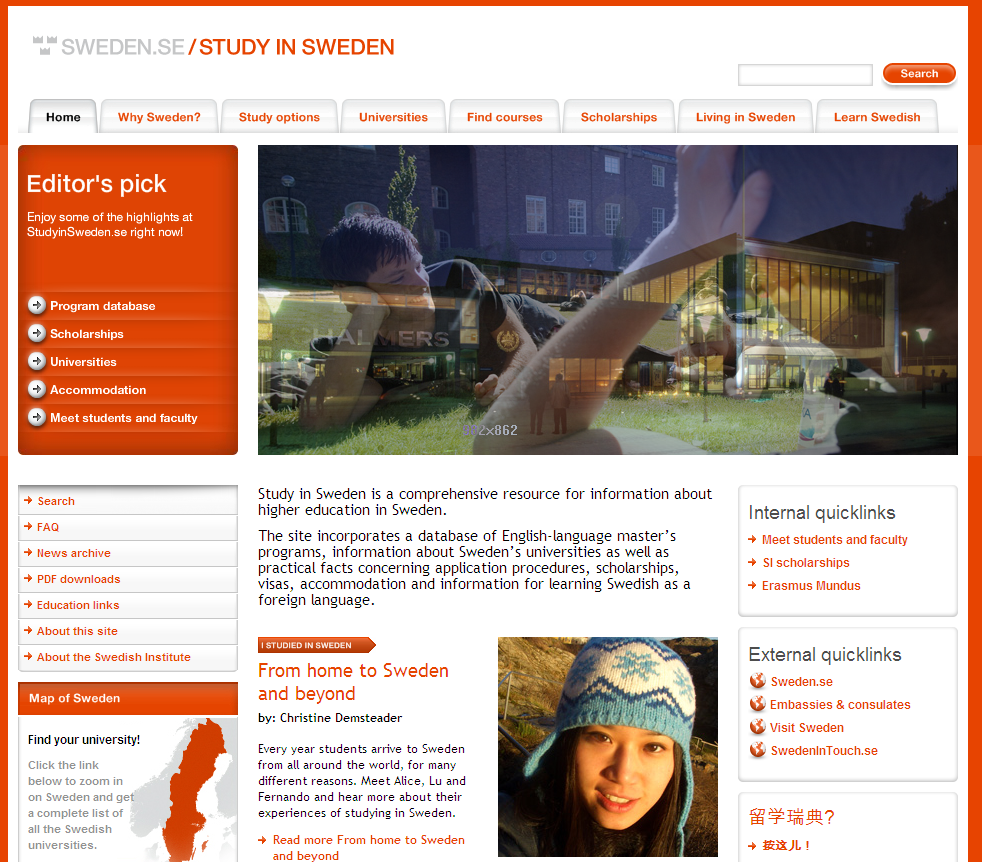 SWEDEN.SE / STUDY IN SWEDEN
Search
Home
Why Sweden?
Study options
Universities
Find courses
Scholarships
Living in Sweden
Learn Swedish
Editor's pick
Enjoy some of the highlights at
StudyinSweden.se right now!
Program database
Scholarships
Universities
Accommodation
Meet students and faculty
CHALMERS
902x862
Search
FAQ
News archive
PDF downloads
Education links
About this site
About the Swedish Institute
Map of Sweden
Find your university!
Click the link
below to zoom in
on Sweden and get
a complete list of
all the Swedish
universities.
Study in Sweden is a comprehensive resource for information about
higher education in Sweden.
The site incorporates a database of English-language master's
programs, information about Sweden's universities as well as
practical facts concerning application procedures, scholarships,
visas, accommodation and information for learning Swedish as a
foreign language.
I STUDIED IN SWEDEN
From home to Sweden
and beyond
by: Christine Demsteader
Every year students arrive to Sweden
from all around the world, for many
different reasons. Meet Alice, Lu and
Fernando and hear more about their
experiences of studying in Sweden.
Read more From home to Sweden
and beyond
Internal quicklinks
Meet students and faculty
SI scholarships
Erasmus Mundus
External quicklinks
Sweden.se
Embassies & consulates
Visit Sweden
SwedenInTouch.se
留学瑞典?
按这儿！